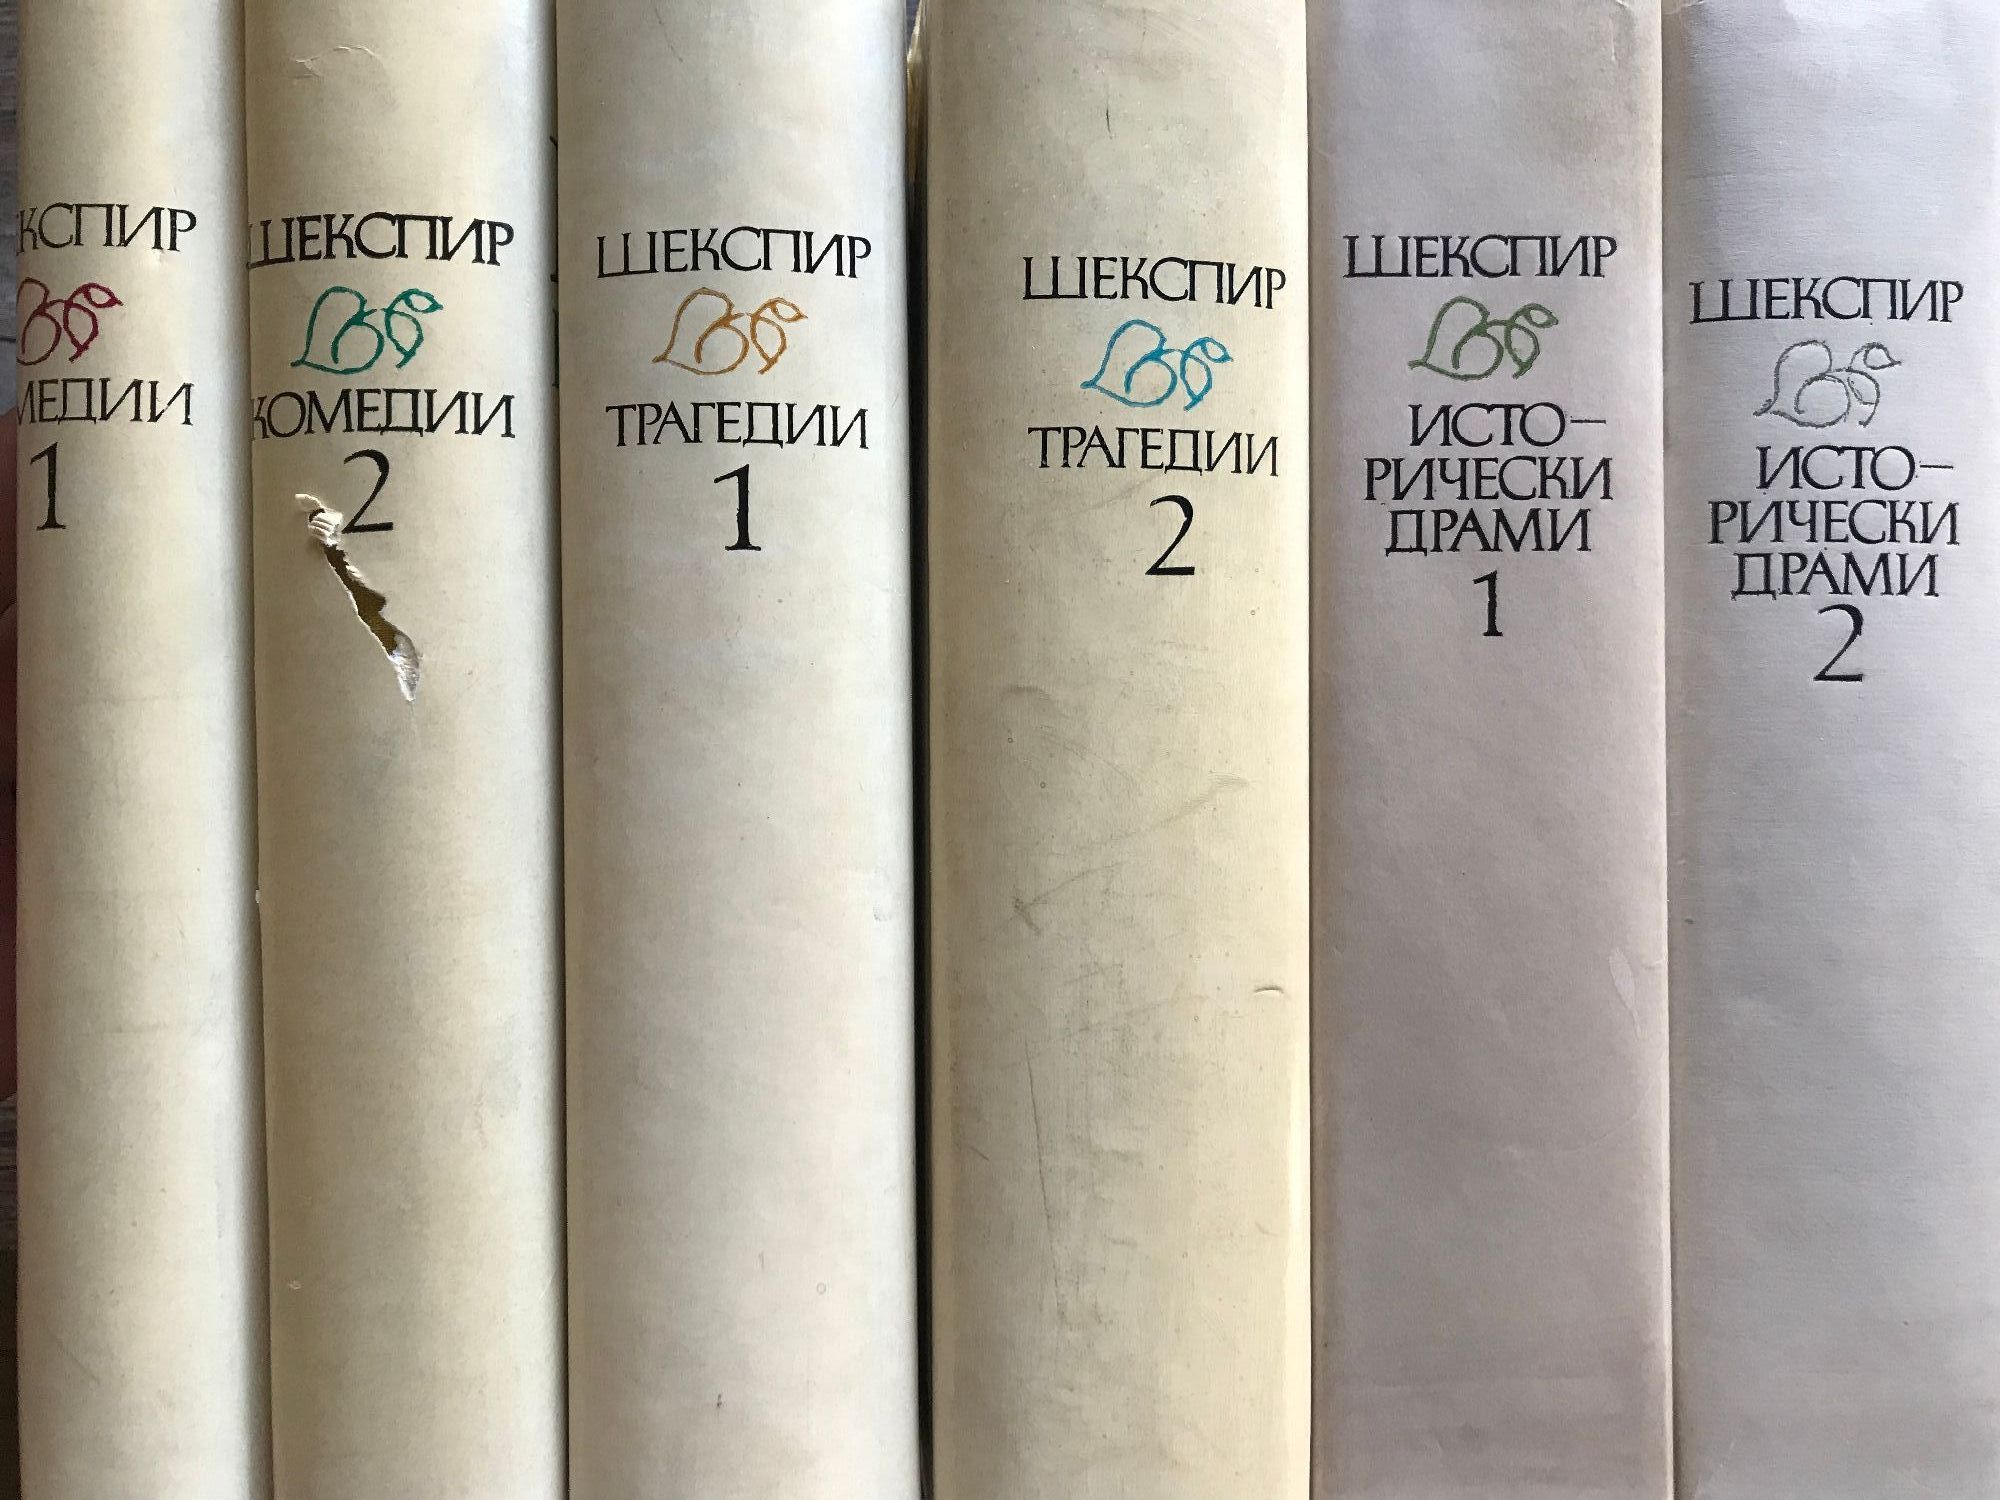 КСПИР
МЕДИИ
1
ШЕКСПИР
КОМЕДИИ
2
ШЕКСПИР
ТРАГЕДИИ
1
ШЕКСПИР
ТРАГЕДИИ
2
ШЕКСПИР
ИСТО–
РИЧЕСКИ
ДРАМИ
1
ШЕКСПИР
ИСТО–
РИЧЕСКИ
ДРАМИ
2